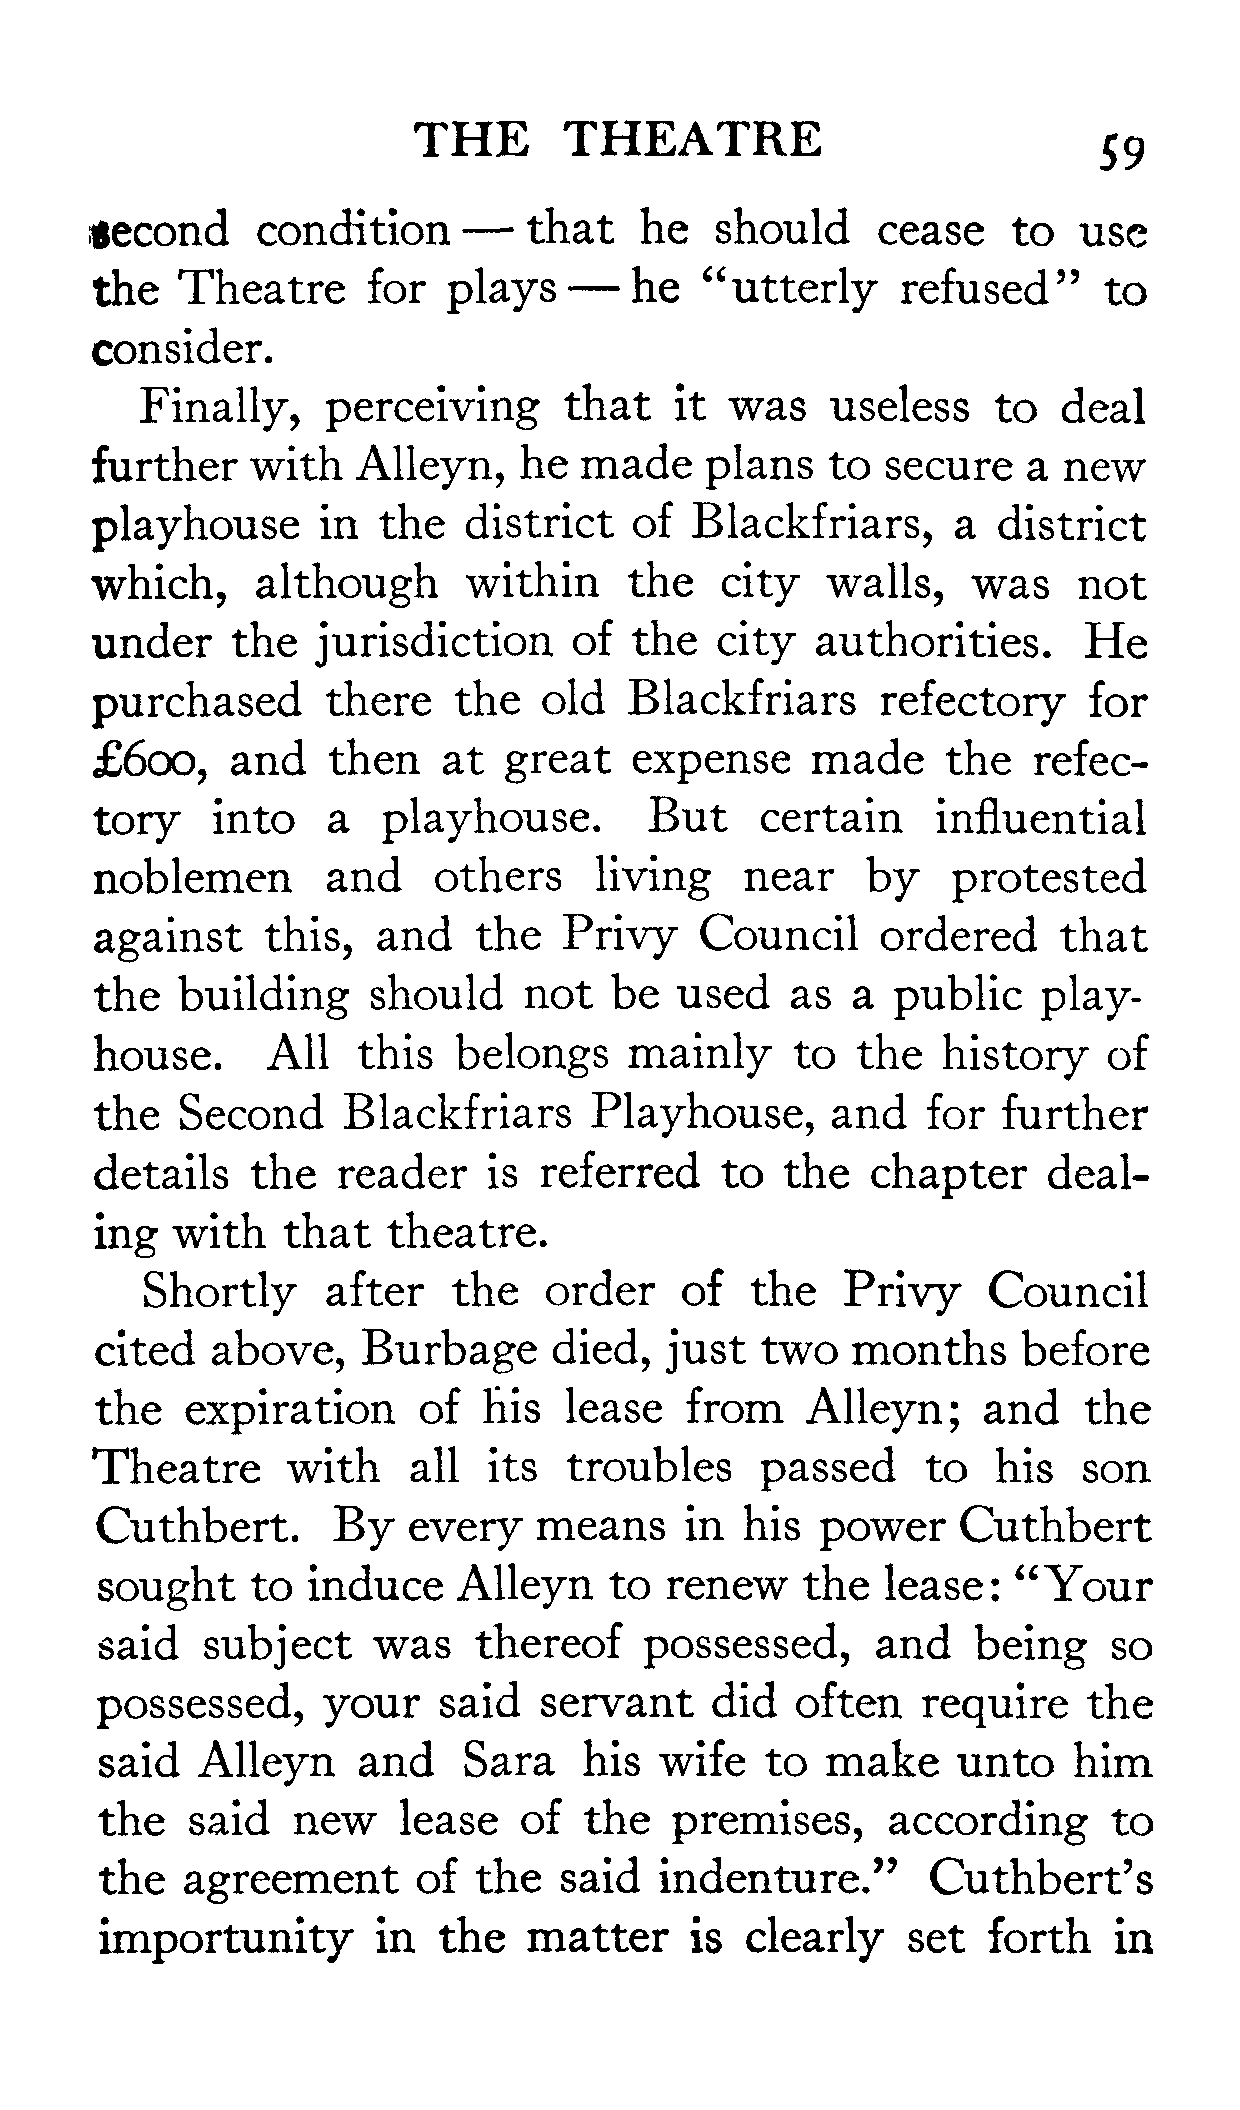 THE THEATRE 59
second condition — that he should cease to use
the Theatre for plays — he “utterly refused” to
consider.
Finally, perceiving that it was useless to deal
further with Alleyn, he made plans to secure a new
playhouse in the district of Blackfriars, a district
which, although within the city walls, was not
under the jurisdiction of the city authorities. He
purchased there the old Blackfriars refectory for
£600, and then at great expense made the refec-
tory into a playhouse. But certain influential
noblemen and others living near by protested
against this, and the Privy Council ordered that
the building should not be used as a public play-
house. All this belongs mainly to the history of
the Second Blackfriars Playhouse, and for further
details the reader is referred to the chapter deal-
ing with that theatre.
Shortly after the order of the Privy Council
cited above, Burbage died, just two months before
the expiration of his lease from Alleyn; and the
Theatre with all its troubles passed to his son
Cuthbert. By every means in his power Cuthbert
sought to induce Alleyn to renew the lease: “Your
said subject was thereof possessed, and being so
possessed, your said servant did often require the
said Alleyn and Sara his wife to make unto him
the said new lease of the premises, according to
the agreement of the said indenture.” Cuthbert’s
importunity in the matter is clearly set forth in